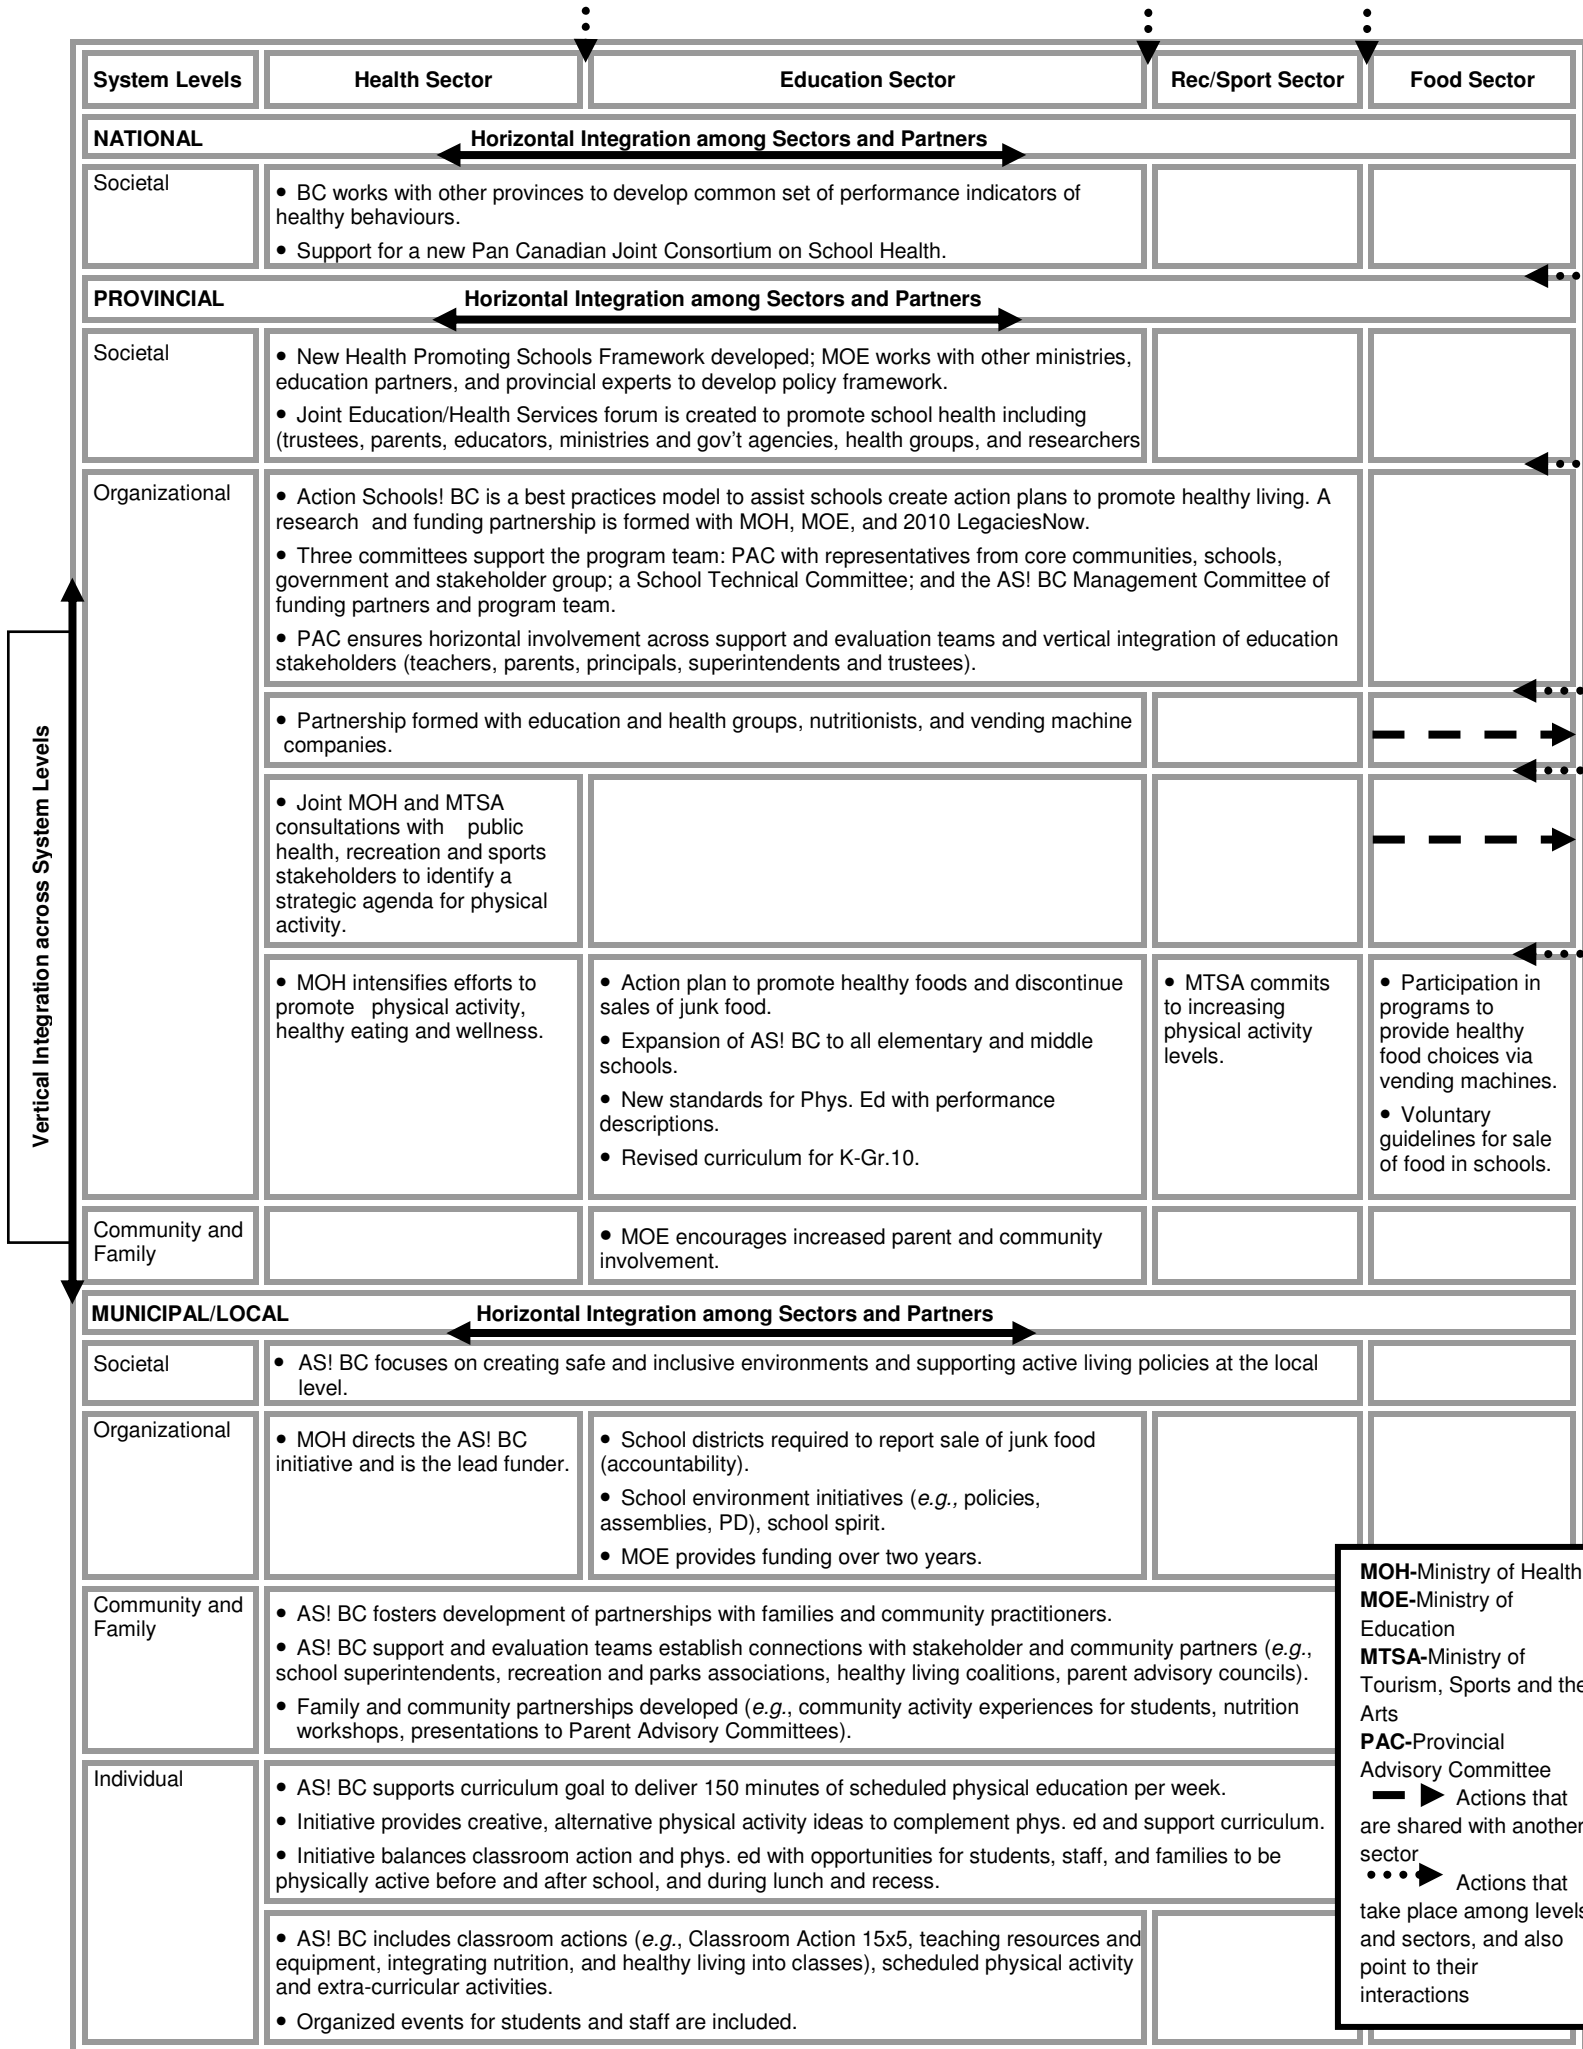 System Levels
Health Sector
Education Sector
Rec/Sport Sector
Food Sector
NATIONAL
Horizontal Integration among Sectors and Partners
Societal
• BC works with other provinces to develop common set of performance indicators of
healthy behaviours.
• Support for a new Pan Canadian Joint Consortium on School Health.
PROVINCIAL
Horizontal Integration among Sectors and Partners
Societal
• New Health Promoting Schools Framework developed; MOE works with other ministries,
education partners, and provincial experts to develop policy framework.
• Joint Education/Health Services forum is created to promote school health including
(trustees, parents, educators, ministries and gov't agencies, health groups, and researchers
Vertical Integration across System Levels
Organizational
• Action Schools! BC is a best practices model to assist schools create action plans to promote healthy living. A
research and funding partnership is formed with MOH, MOE, and 2010 LegaciesNow.
• Three committees support the program team: PAC with representatives from core communities, schools,
government and stakeholder group; a School Technical Committee; and the AS! BC Management Committee of
funding partners and program team.
• PAC ensures horizontal involvement across support and evaluation teams and vertical integration of education
stakeholders (teachers, parents, principals, superintendents and trustees).
• Partnership formed with education and health groups, nutritionists, and vending machine
companies.
• Joint MOH and MTSA
consultations with public
health, recreation and sports
stakeholders to identify a
strategic agenda for physical
activity.
• MOH intensifies efforts to
promote physical activity,
healthy eating and wellness.
• Action plan to promote healthy foods and discontinue
sales of junk food.
• Expansion of AS! BC to all elementary and middle
schools.
• New standards for Phys. Ed with performance
descriptions.
• Revised curriculum for K-Gr.10.
• MTSA commits
to increasing
physical activity
levels.
• Participation in
programs to
provide healthy
food choices via
vending machines.
• Voluntary
guidelines for sale
of food in schools.
Community and
Family
• MOE encourages increased parent and community
involvement.
MUNICIPAL/LOCAL
Horizontal Integration among Sectors and Partners
Societal
• AS! BC focuses on creating safe and inclusive environments and supporting active living policies at the local
level.
Organizational
• MOH directs the AS! BC
initiative and is the lead funder.
• School districts required to report sale of junk food
(accountability).
• School environment initiatives (e.g., policies,
assemblies, PD), school spirit.
• MOE provides funding over two years.
Community and
Family
• AS! BC fosters development of partnerships with families and community practitioners.
• AS! BC support and evaluation teams establish connections with stakeholder and community partners (e.g.,
school superintendents, recreation and parks associations, healthy living coalitions, parent advisory councils).
• Family and community partnerships developed (e.g., community activity experiences for students, nutrition
workshops, presentations to Parent Advisory Committees).
Individual
• AS! BC supports curriculum goal to deliver 150 minutes of scheduled physical education per week.
• Initiative provides creative, alternative physical activity ideas to complement phys. ed and support curriculum.
• Initiative balances classroom action and phys. ed with opportunities for students, staff, and families to be
physically active before and after school, and during lunch and recess.
• AS! BC includes classroom actions (e.g., Classroom Action 15x5, teaching resources and
equipment, integrating nutrition, and healthy living into classes), scheduled physical activity
and extra-curricular activities.
• Organized events for students and staff are included.
MOH-Ministry of Health
MOE-Ministry of
Education
MTSA-Ministry of
Tourism, Sports and the
Arts
PAC-Provincial
Advisory Committee
Actions that
are shared with another
sector
Actions that
take place among levels
and sectors, and also
point to their
interactions